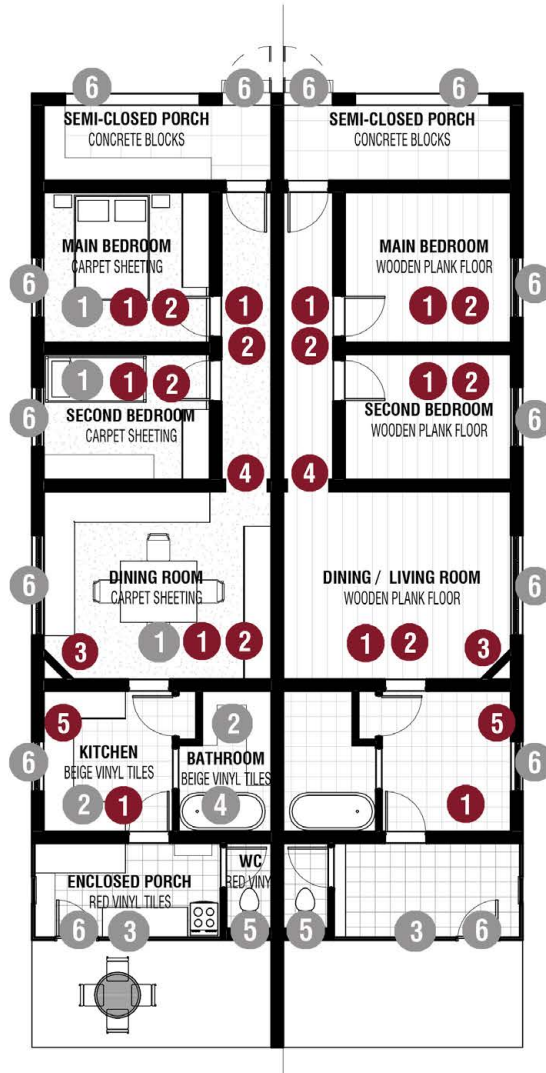 6 6 6 6
SEMI-CLOSED PORCH
CONCRETE BLOCKS
SEMI-CLOSED PORCH
CONCRETE BLOCKS
MAIN BEDROOM
CARPET SHEETING
MAIN BEDROOM
WOODEN PLANK FLOOR
6 6
1 1 2 1 1 1 2
2 2
1 1 2 1 2
SECOND BEDROOM
CARPET SHEETING
SECOND BEDROOM
WOODEN PLANK FLOOR
6 6
4 4
DINING ROOM
CARPET SHEETING
DINING / LIVING ROOM
WOODEN PLANK FLOOR
6 6
1 1 2 1 2
3 3
5 2 5
KITCHEN
BEIGE VINYL TILES
BATHROOM
BEIGE VINYL TILES
6 6
2 1 4 1
ENCLOSED PORCH
RED VINYL TILES
WC
RED VINY
6 3 5 5 3 6